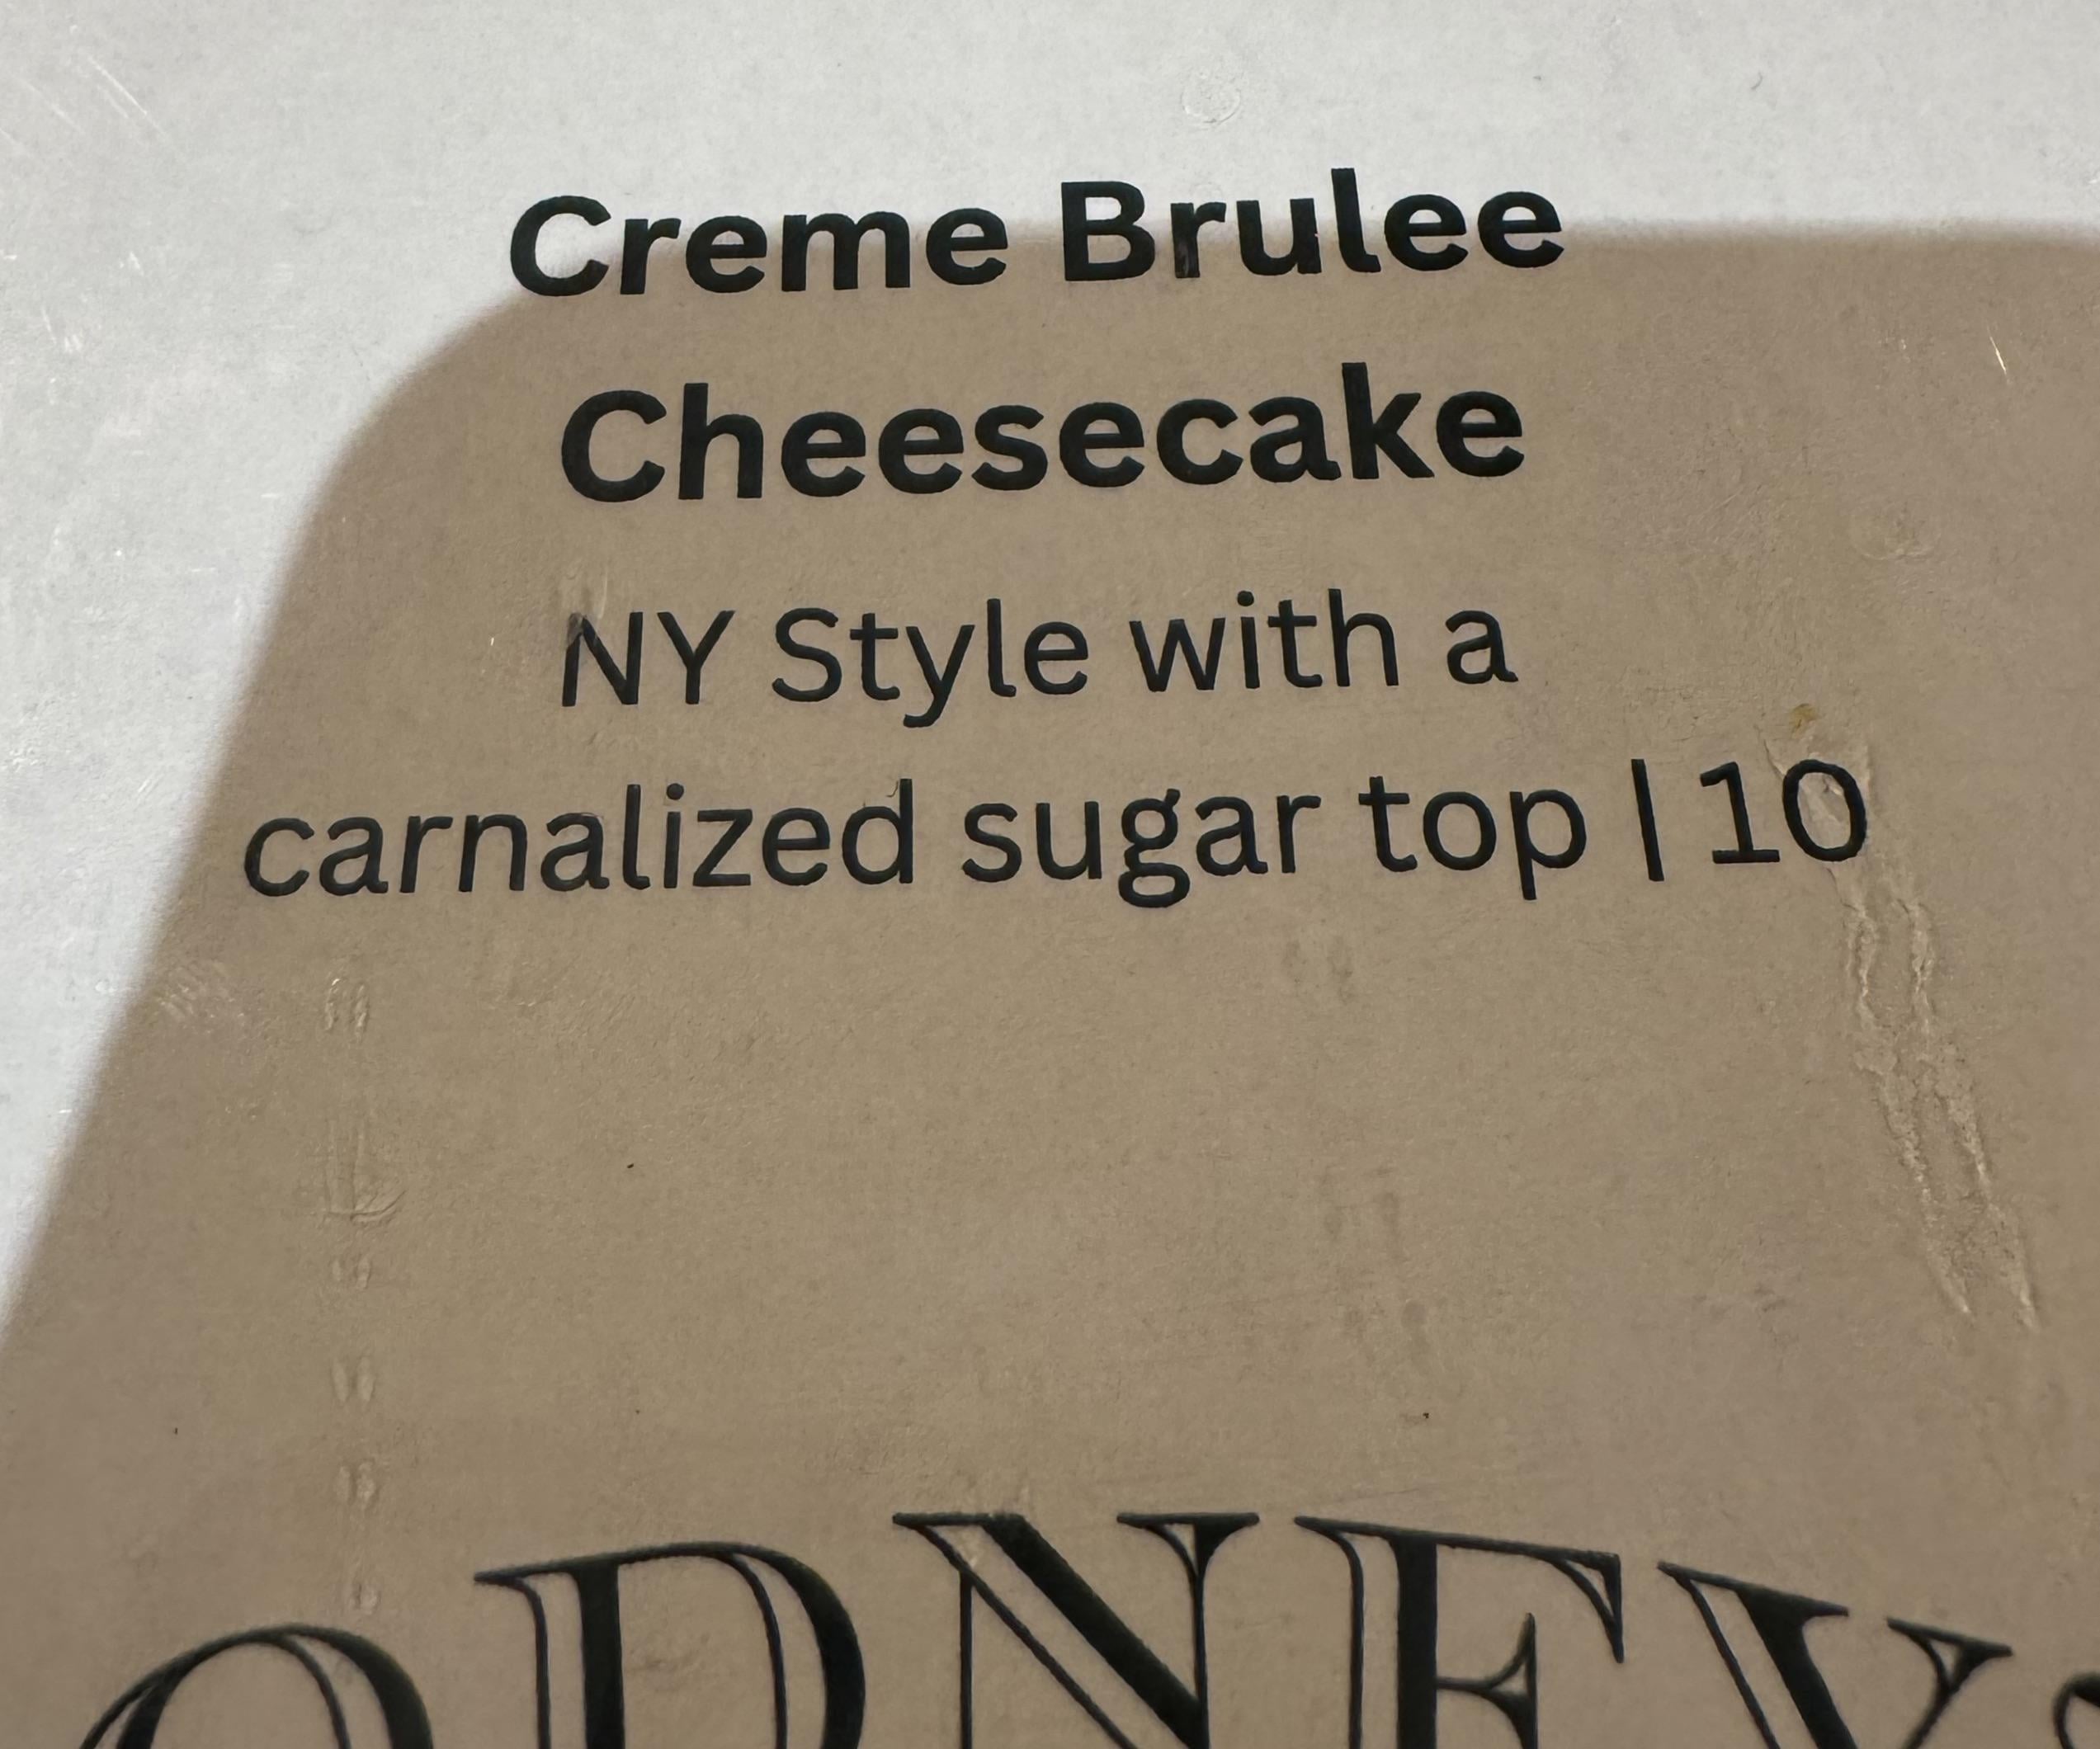 Creme Brulee
Cheesecake
NY Style with a
carnalized sugar top | 10